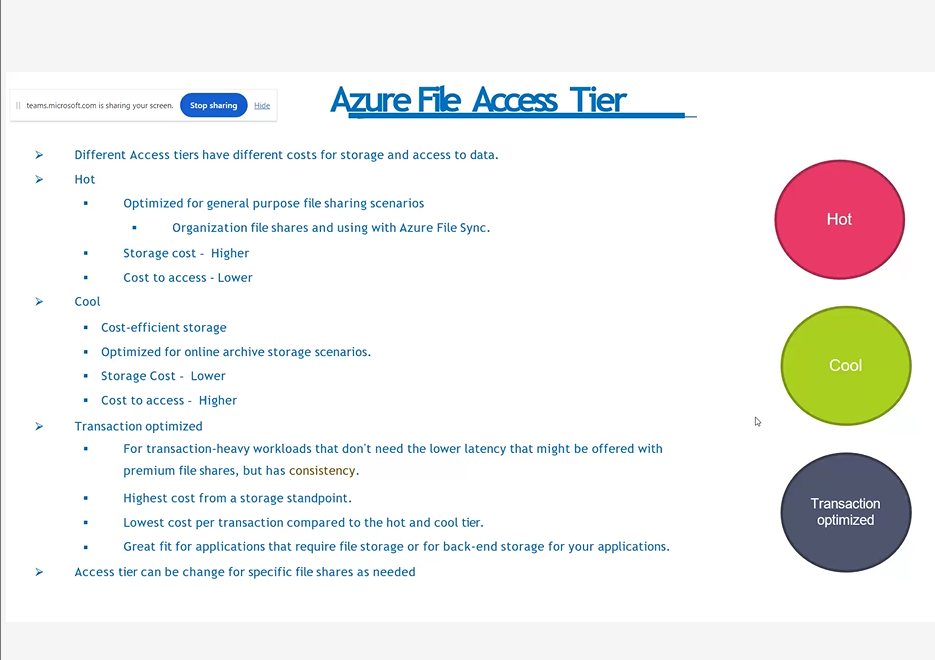 teams.microsoft.com is sharing your screen. Stop sharing Hide
Azure File Access Tier
Different Access tiers have different costs for storage and access to data.
Hot
Optimized for general purpose file sharing scenarios
Organization file shares and using with Azure File Sync.
Storage cost - Higher
Cost to access - Lower
Cool
Cost-efficient storage
Optimized for online archive storage scenarios.
Storage Cost - Lower
Cost to access - Higher
Transaction optimized
For transaction-heavy workloads that don't need the lower latency that might be offered with
premium file shares, but has consistency.
Highest cost from a storage standpoint.
Lowest cost per transaction compared to the hot and cool tier.
Great fit for applications that require file storage or for back-end storage for your applications.
Access tier can be change for specific file shares as needed
Hot
Cool
Transaction
optimized